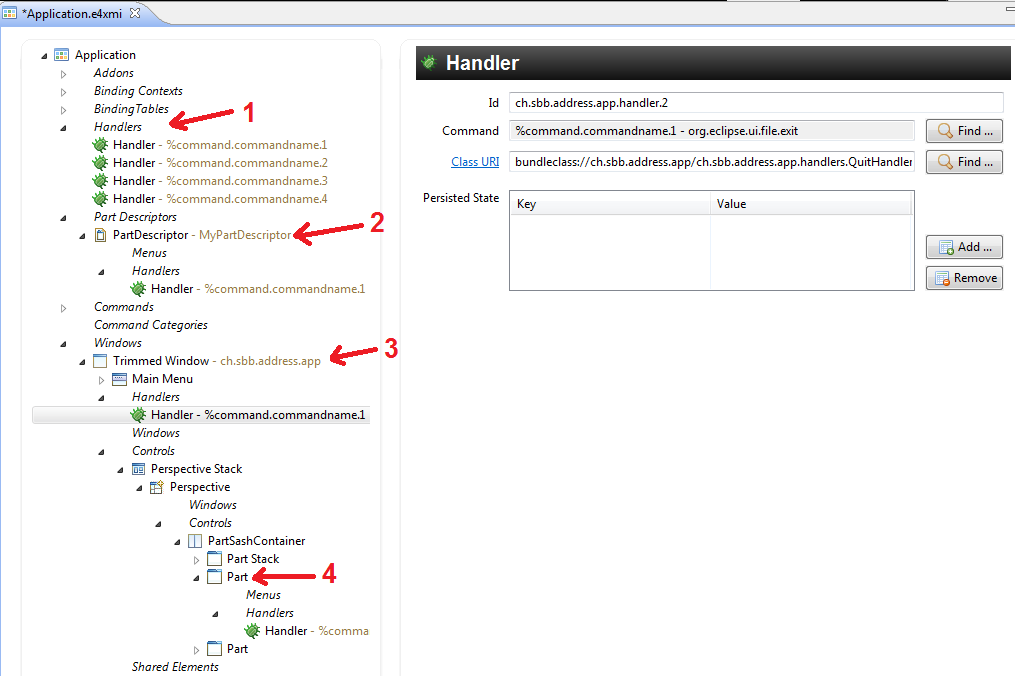 *Application.e4xmi
Application
Addons
Binding Contexts
BindingTables
Handlers
1
Handler - %command.commandname.1
Handler - %command.commandname.2
Handler - %command.commandname.3
Handler - %command.commandname.4
Part Descriptors
PartDescriptor - MyPartDescriptor
2
Menus
Handlers
Handler - %command.commandname.1
Commands
Command Categories
Windows
Trimmed Window - ch.sbb.address.app
3
Main Menu
Handlers
Handler - %command.commandname.1
Windows
Controls
Perspective Stack
Perspective
Windows
Controls
PartSashContainer
Part Stack
Part
4
Menus
Handlers
Handler - %comma
Part
Shared Elements
Handler
Id ch.sbb.address.app.handler.2
Command %command.commandname.1 - org.eclipse.ui.file.exit Find ...
Class URI bundleclass://ch.sbb.address.app/ch.sbb.address.app.handlers.QuitHandler Find ...
Persisted State Key Value
Add ...
Remove